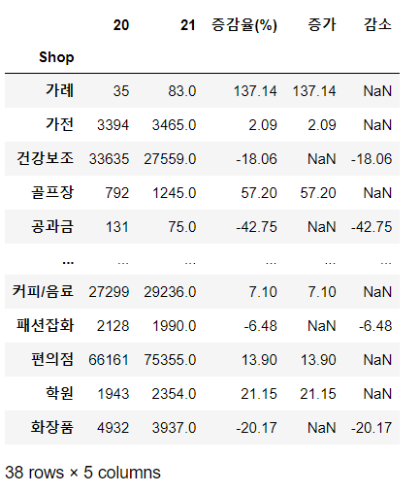 20 21 증감율(%) 증가 감소
Shop
가례 35 83.0 137.14 137.14 NaN
가전 3394 3465.0 2.09 2.09 NaN
건강보조 33635 27559.0 -18.06 NaN -18.06
골프장 792 1245.0 57.20 57.20 NaN
공과금 131 75.0 -42.75 NaN -42.75
... ... ... ... ... ...
커피/음료 27299 29236.0 7.10 7.10 NaN
패션잡화 2128 1990.0 -6.48 NaN -6.48
편의점 66161 75355.0 13.90 13.90 NaN
학원 1943 2354.0 21.15 21.15 NaN
화장품 4932 3937.0 -20.17 NaN -20.17
38 rows × 5 columns